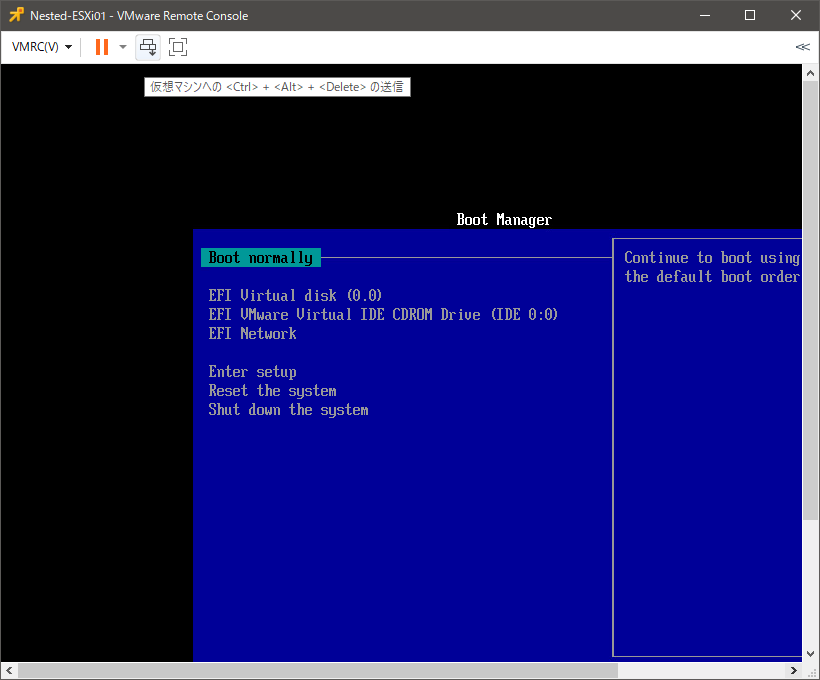 Nested-ESXi01 - VMware Remote Console
VMRC(V)
仮想マシンへの <Ctrl> + <Alt> + <Delete> の送信
Boot Manager
Boot normally
EFI Virtual disk (0.0)
EFI VMware Virtual IDE CDROM Drive (IDE 0:0)
EFI Network
Enter setup
Reset the system
Shut down the system
Continue to boot using
the default boot order